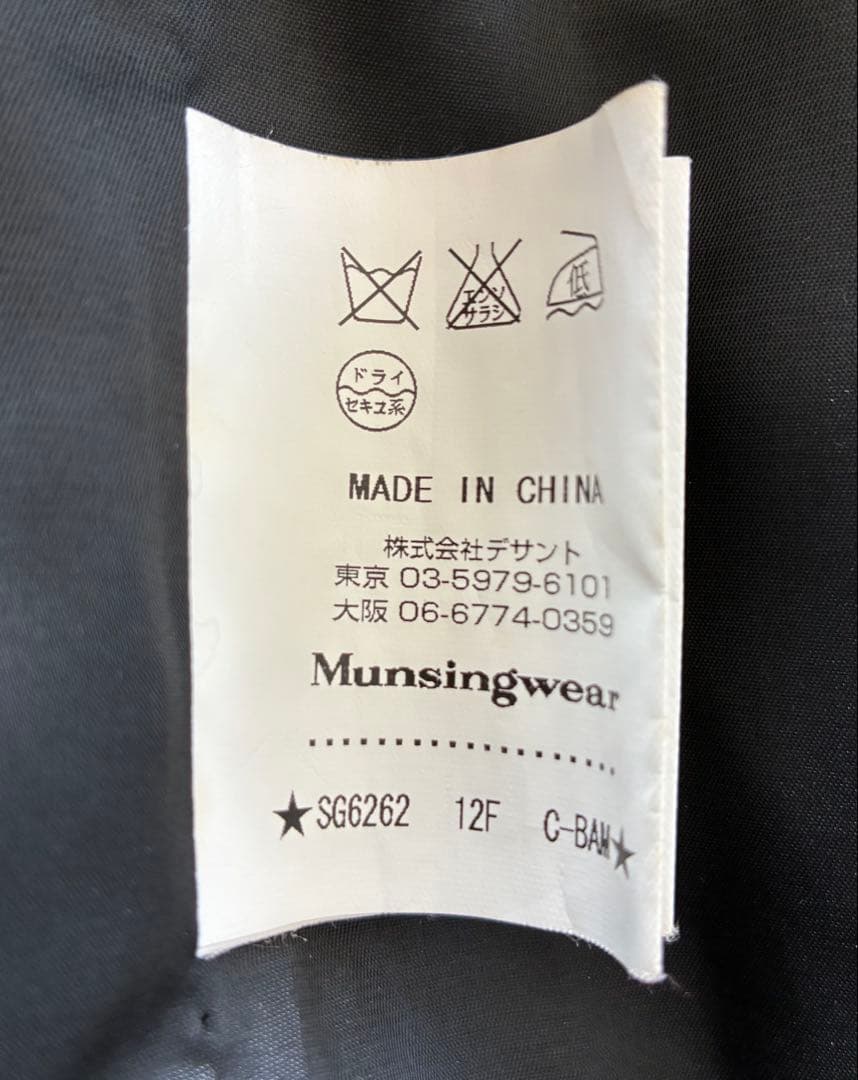 エンソ
サラシ
低
ドライ
セキユ系
MADE IN CHINA
株式会社デサント
東京 03-5979-6101
大阪 06-6774-0359
Munsingwear
★SG6262 12F C-BAW★